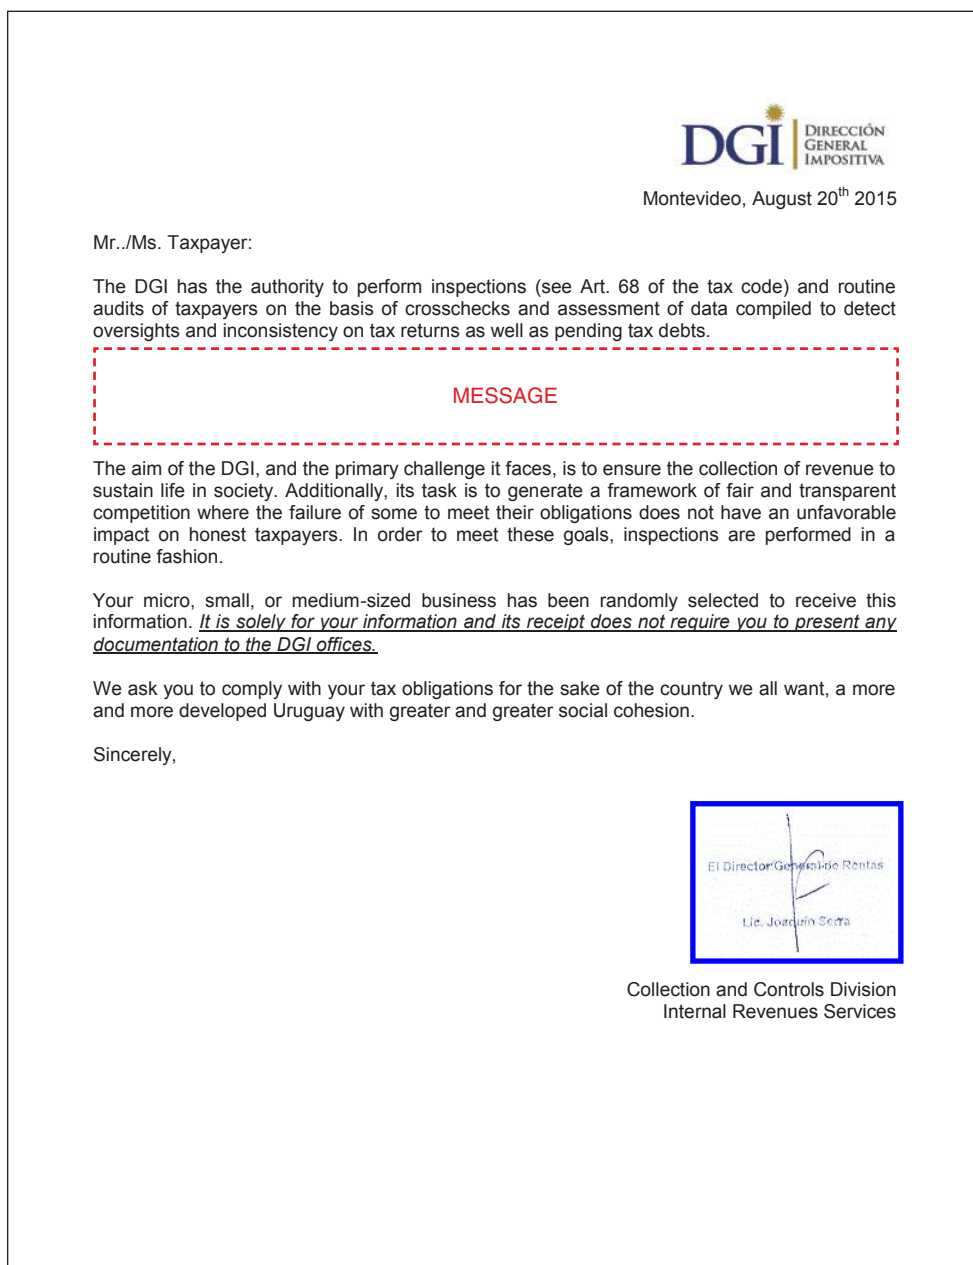 DGI DIRECCIÓN
GENERAL
IMPOSITIVA
Montevideo, August 20th 2015
Mr../Ms. Taxpayer:
The DGI has the authority to perform inspections (see Art. 68 of the tax code) and routine
audits of taxpayers on the basis of crosschecks and assessment of data compiled to detect
oversights and inconsistency on tax returns as well as pending tax debts.
MESSAGE
The aim of the DGI, and the primary challenge it faces, is to ensure the collection of revenue to
sustain life in society. Additionally, its task is to generate a framework of fair and transparent
competition where the failure of some to meet their obligations does not have an unfavorable
impact on honest taxpayers. In order to meet these goals, inspections are performed in a
routine fashion.
Your micro, small, or medium-sized business has been randomly selected to receive this
information. It is solely for your information and its receipt does not require you to present any
documentation to the DGI offices.
We ask you to comply with your tax obligations for the sake of the country we all want, a more
and more developed Uruguay with greater and greater social cohesion.
Sincerely,
El Director General de Rentas
Lic. Joaquín Serra
Collection and Controls Division
Internal Revenues Services